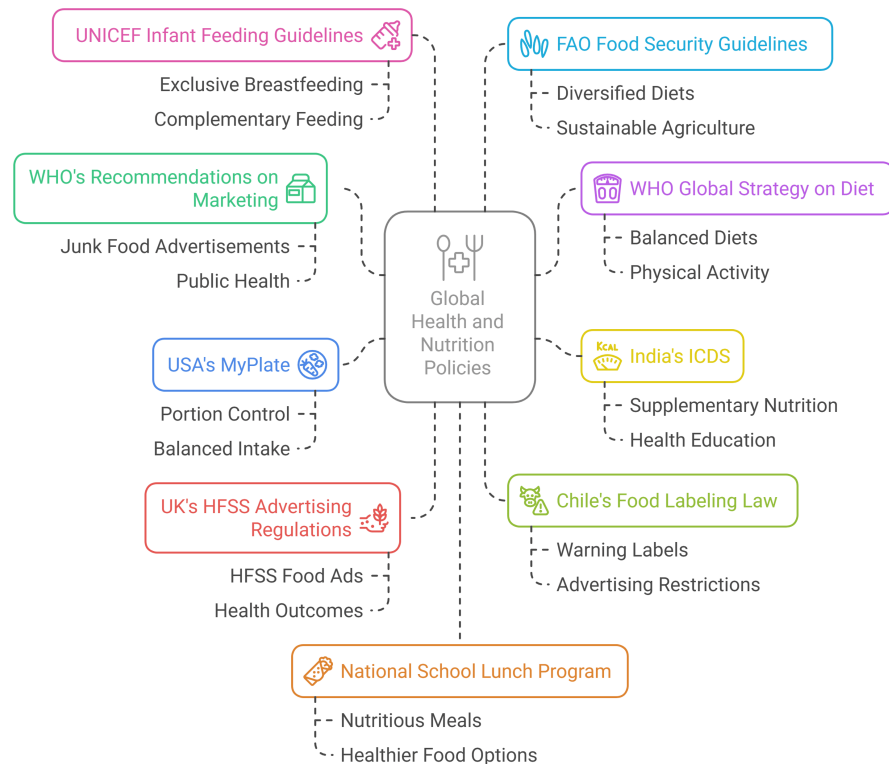 UNICEF Infant Feeding Guidelines
Exclusive Breastfeeding
Complementary Feeding
FAO Food Security Guidelines
Diversified Diets
Sustainable Agriculture
WHO's Recommendations on
Marketing
Junk Food Advertisements
Public Health
WHO Global Strategy on Diet
Balanced Diets
Physical Activity
Global
Health and
Nutrition
Policies
USA's MyPlate
Portion Control
Balanced Intake
KCAL
India's ICDS
Supplementary Nutrition
Health Education
UK's HFSS Advertising
Regulations
HFSS Food Ads
Health Outcomes
Chile's Food Labeling Law
Warning Labels
Advertising Restrictions
National School Lunch Program
Nutritious Meals
Healthier Food Options